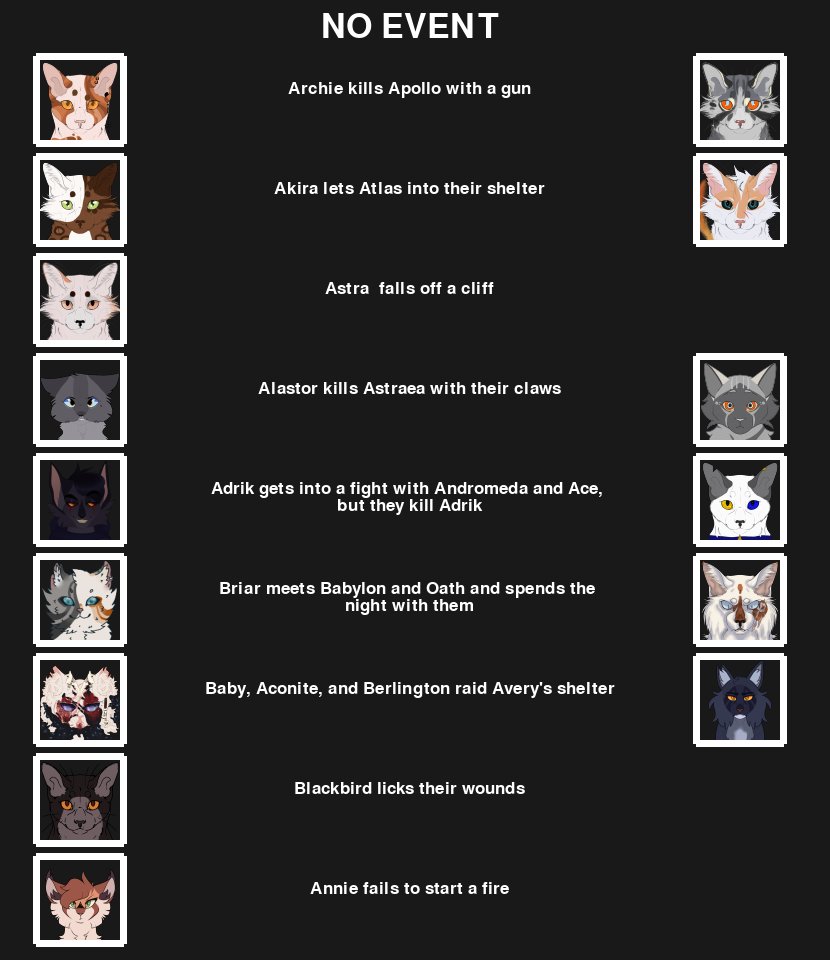 NO EVENT
Archie kills Apollo with a gun
Akira lets Atlas into their shelter
Astra  falls off a cliff
Alastor kills Astraea with their claws
Adrik gets into a fight with Andromeda and Ace,
but they kill Adrik
Briar meets Babylon and Oath and spends the
night with them
Baby, Aconite, and Berlington raid Avery's shelter
Blackbird licks their wounds
Annie fails to start a fire